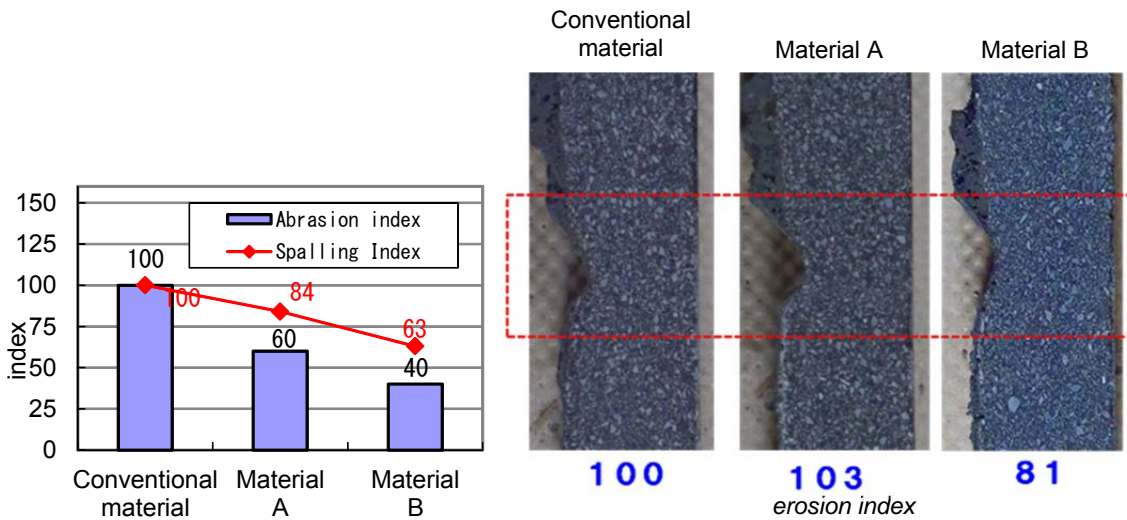 150
125
100
75
50
25
0
index
Abrasion index
Spalling Index
100
100
84
60
63
40
Conventional
material
Material
A
Material
B
Conventional
material
Material A
Material B
100
103
81
erosion index